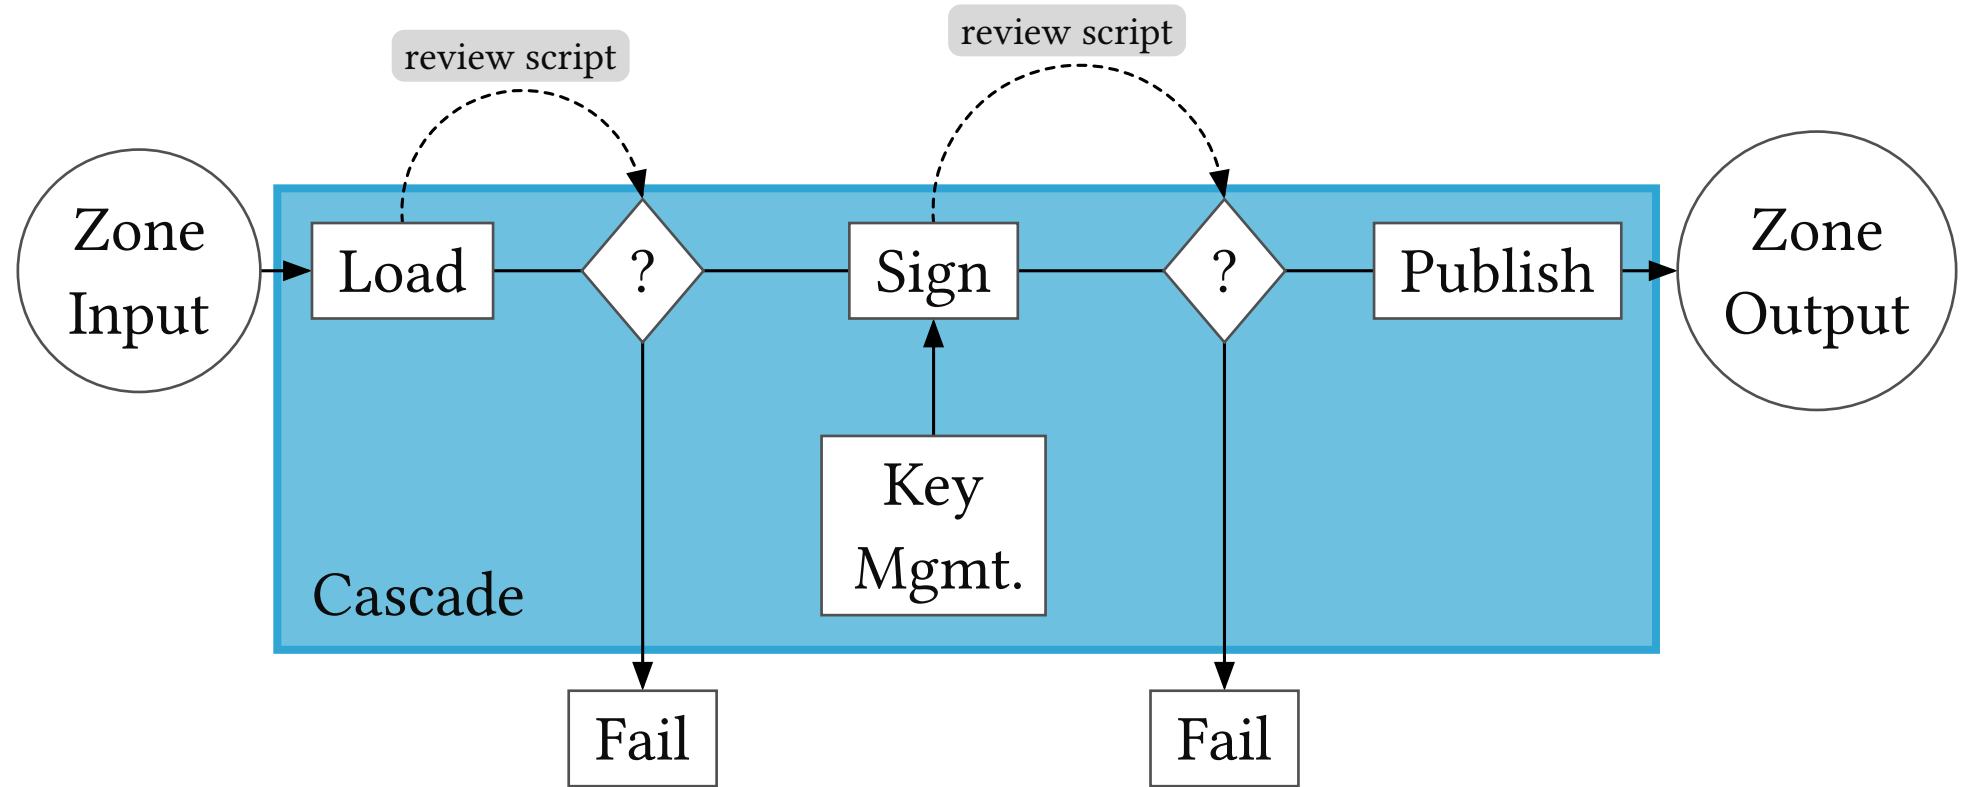 review script
review script
Zone
Input
Load
?
Sign
?
Publish
Zone
Output
Key
Mgmt.
Cascade
Fail
Fail